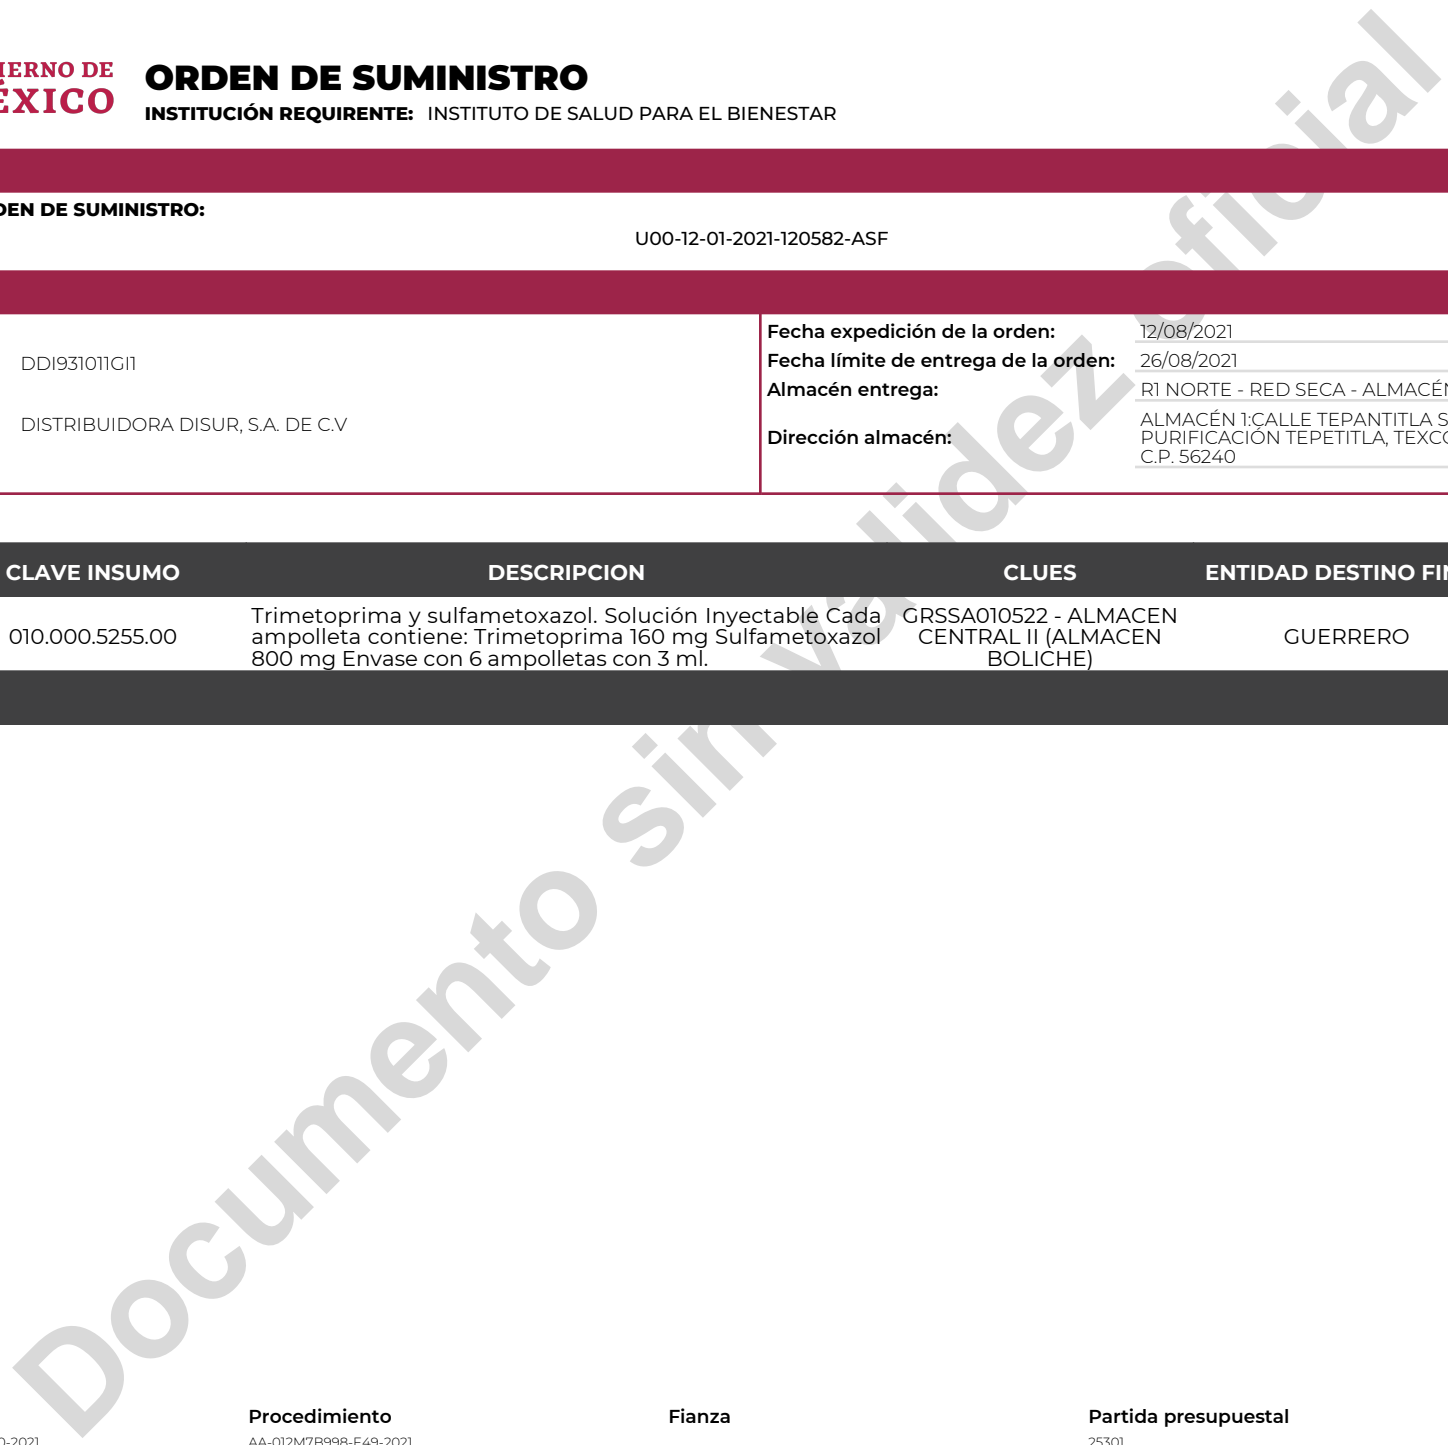 ORDEN DE SUMINISTRO
INSTITUCIÓN REQUIRENTE: INSTITUTO DE SALUD PARA EL BIENESTAR
DE
DE SUMINISTRO:
U00-12-01-2021-120582-ASF
DDI931011GI1
DISTRIBUIDORA DISUR, S.A. DE C.V
Fecha expedición de la orden: 12/08/2021
Fecha límite de entrega de la orden: 26/08/2021
Almacén entrega: R1 NORTE - RED SECA - ALMACÉN
Dirección almacén:
ALMACÉN 1:CALLE TEPANTITLA S
PURIFICACIÓN TEPETITLA,
C.P. 56240
CLAVE INSUMO DESCRIPCION CLUES ENTIDAD DESTINO
010.000.5255.00
Trimetoprima y sulfametoxazol. Solución Inyectable Cada
ampolleta contiene: Trimetoprima 160 mg Sulfametoxazol
800 mg Envase con 6 ampolletas con 3 ml.
GRSSA010522 - ALMACEN
CENTRAL II (ALMACEN
BOLICHE)
GUERRERO
Documento sin validez oficial
Procedimiento Fianza Partida presupuestal
AA-012M7B998-E49-2021 25301